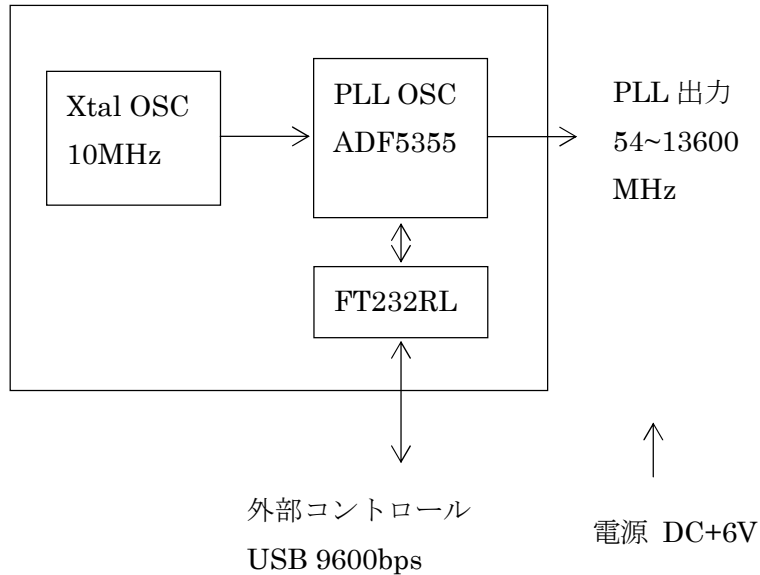 Xtal OSC
10MHz
PLL OSC
ADF5355
PLL 出力
54~13600
MHz
FT232RL
外部コントロール
USB 9600bps
電源 DC+6V